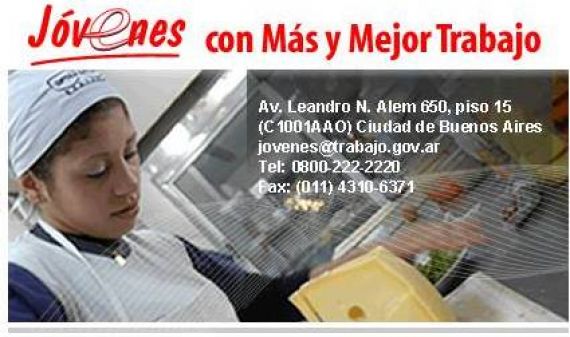 Jóvenes con Más y Mejor Trabajo
Av. Leandro N. Alem 650, piso 15
(C1001AAO) Ciudad de Buenos Aires
jovenes@trabajo.gov.ar
Tel: 0800-222-2220
Fax: (011) 4310-6371